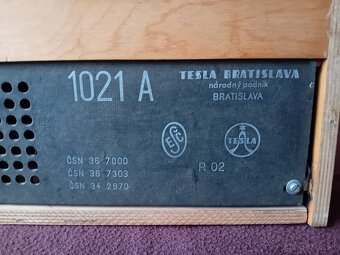 1021 A
TESLA BRATISLAVA
národný podnik
BRATISLAVA
ČSN 36 7000
ČSN 36 7303
ČSN 34 2870
TESLA
R 02